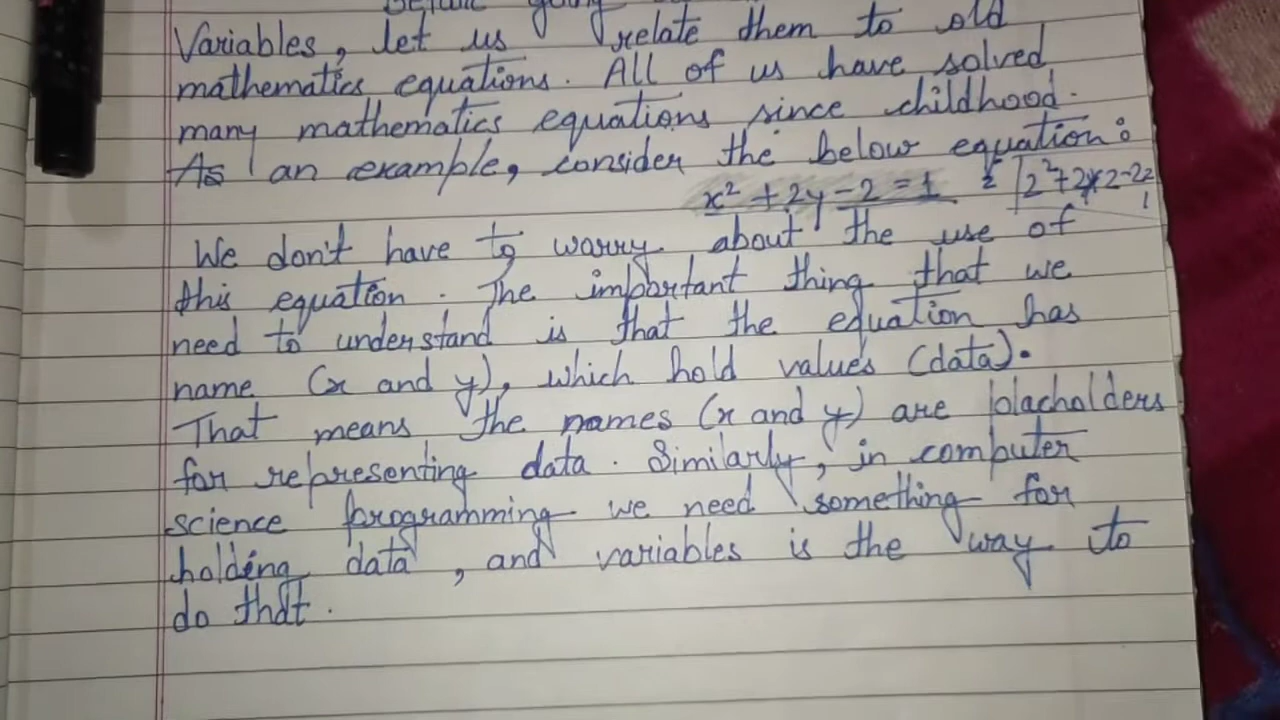 Before going
Variables, let us relate them to old
mathematics equations. All of us have solved
many mathematics equations since childhood.
As an example, consider the below equation:
x² + 2y - 2 = 1
We don't have to worry about the use of
this equation. The important thing that we
need to understand is that the equation has
name (x and y), which hold values (data).
That means the names (x and y) are placholders
for representing data. Similarly, in computer
science programming we need something for
holding data, and variables is the way to
do that.